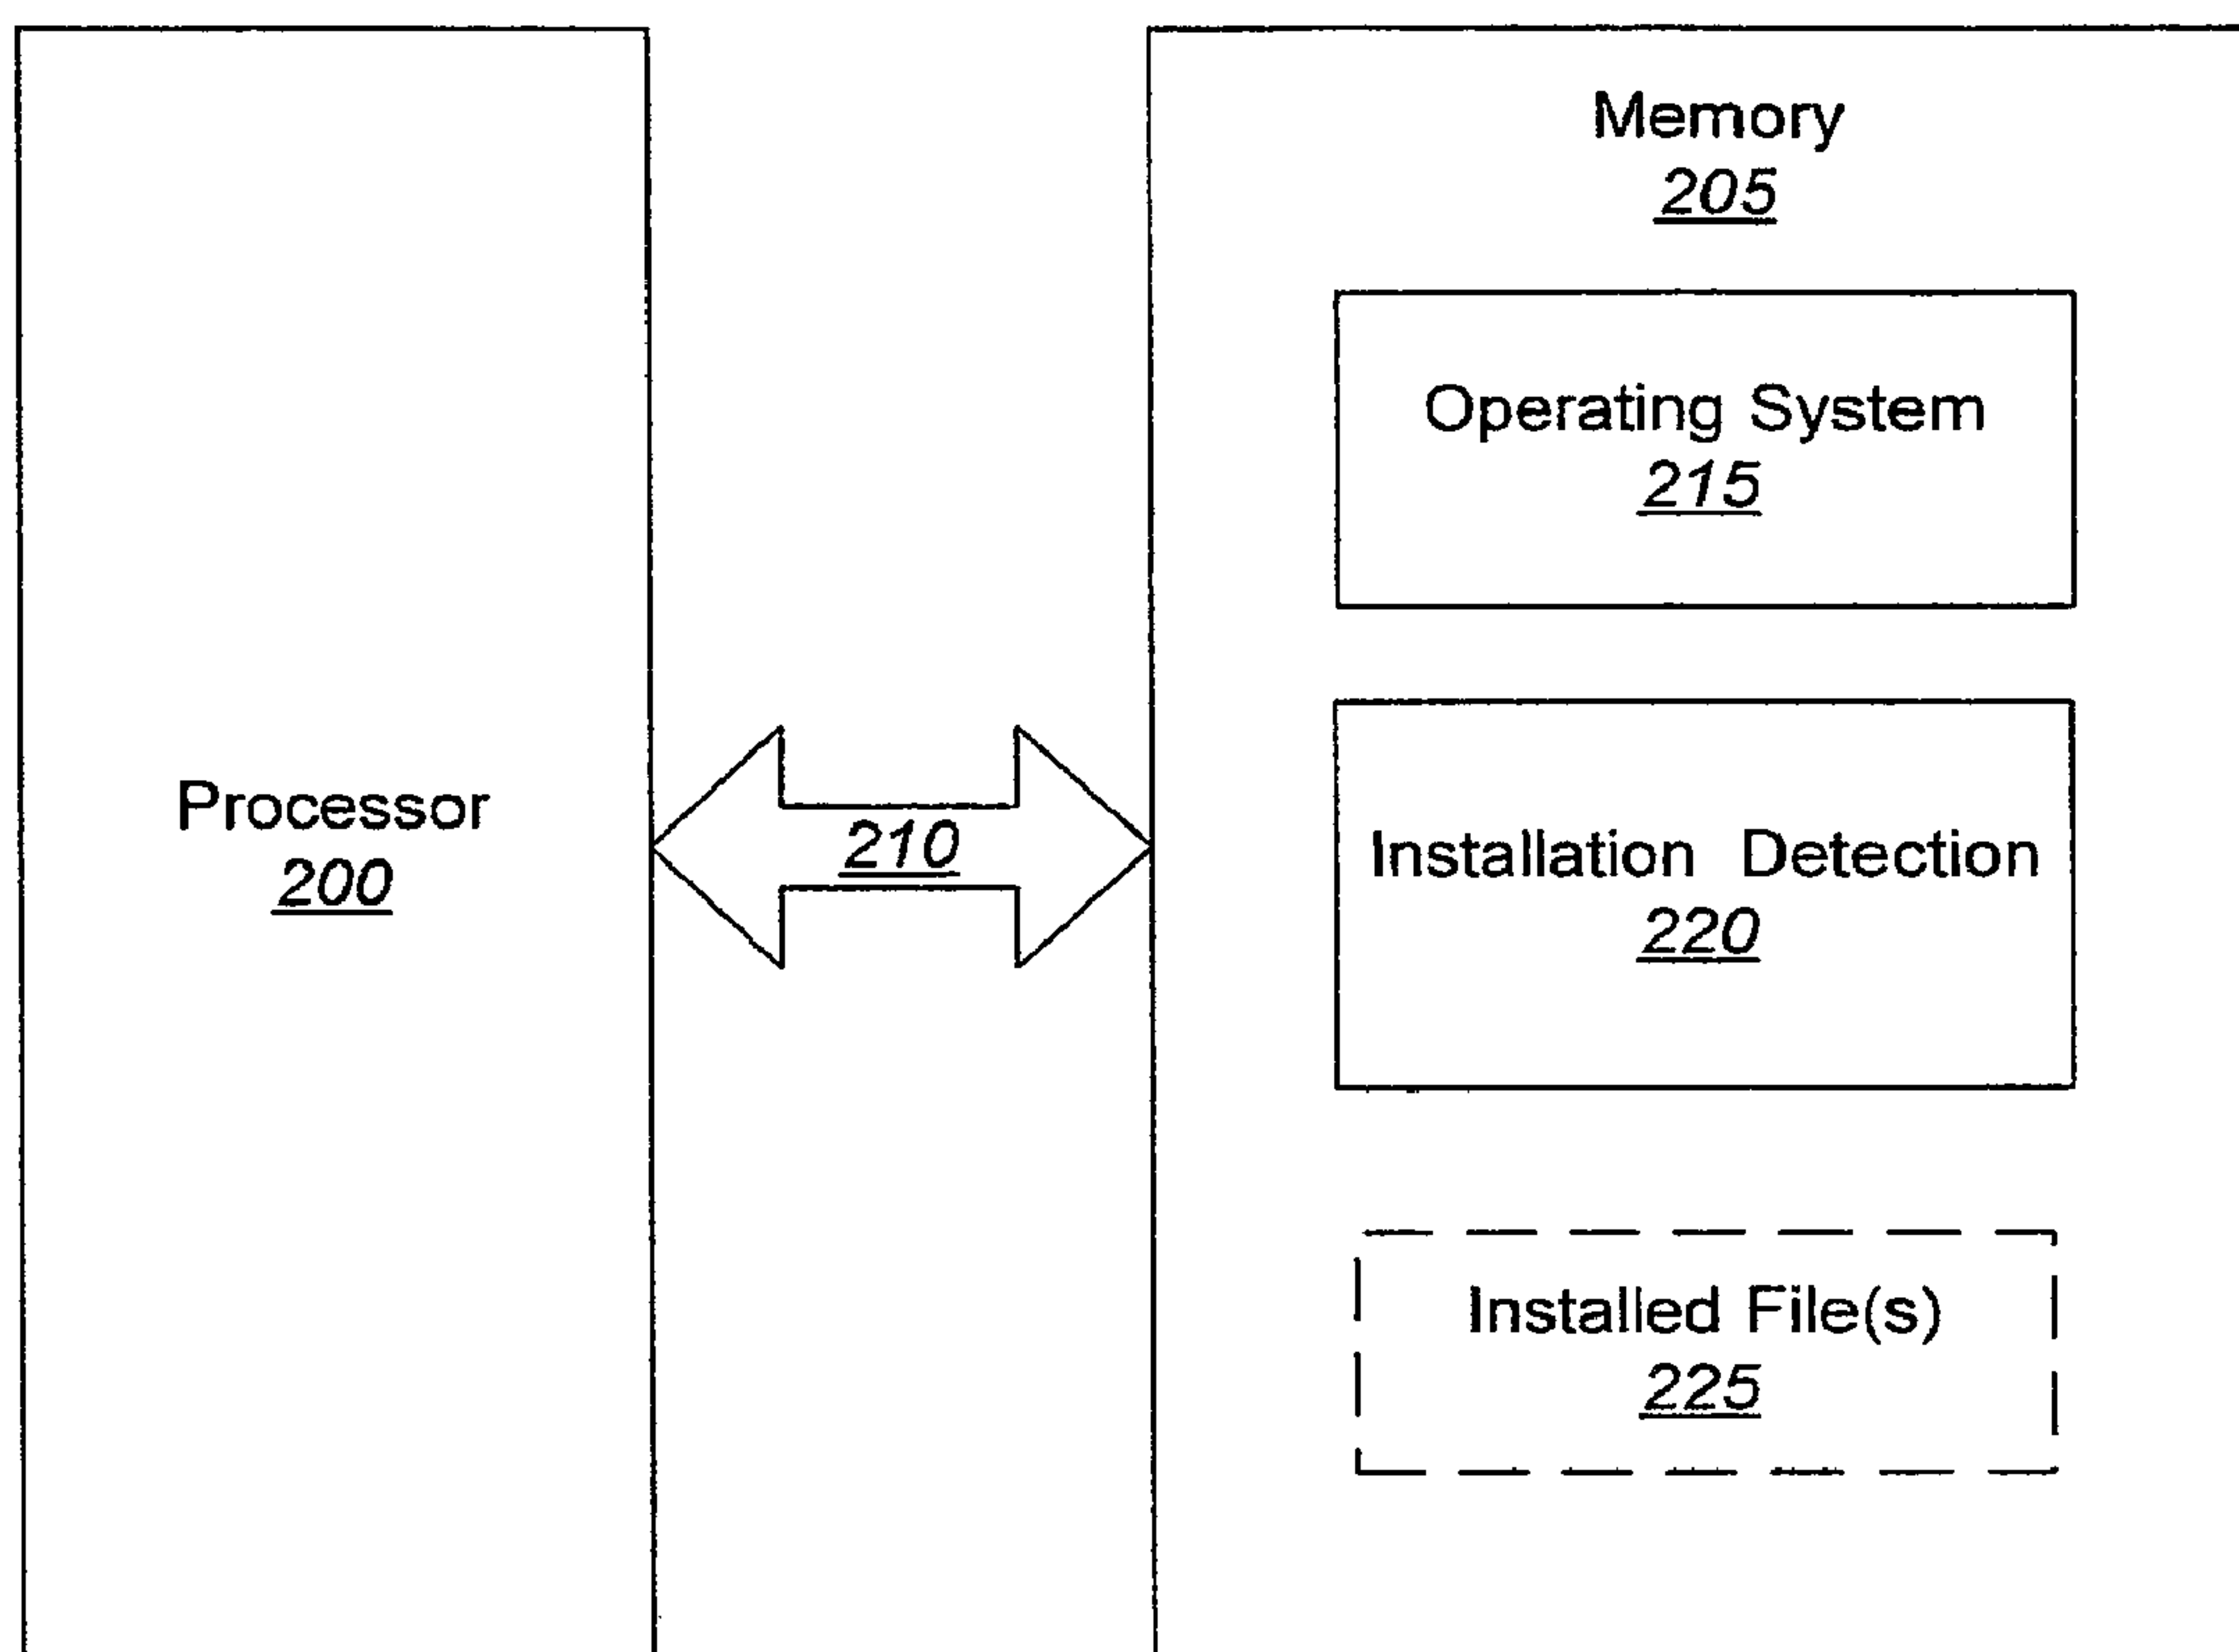 Memory
205
Operating System
215
Processor
200
210
Installation Detection
220
Installed File(s)
225